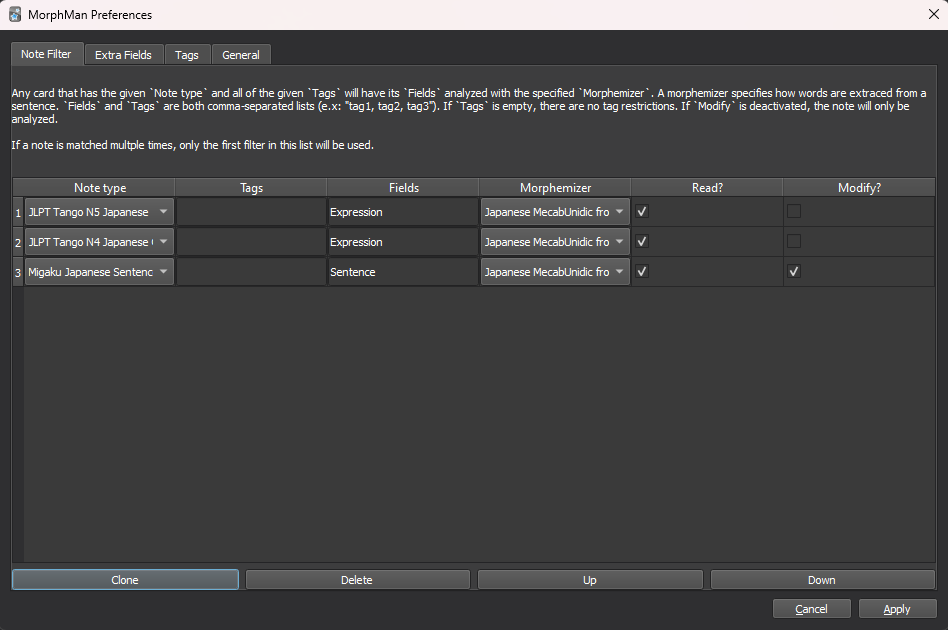 MorphMan Preferences
Note Filter Extra Fields Tags General
Any card that has the given `Note type` and all of the given `Tags` will have its `Fields` analyzed with the specified `Morphemizer`. A morphemizer specifies how words are extraced from a
sentence. `Fields` and `Tags` are both comma-separated lists (e.x: "tag1, tag2, tag3"). If `Tags` is empty, there are no tag restrictions. If `Modify` is deactivated, the note will only be
analyzed.
If a note is matched multple times, only the first filter in this list will be used.
Note type Tags Fields Morphemizer Read? Modify?
1 JLPT Tango N5 Japanese Expression Japanese MecabUnidic fro
2 JLPT Tango N4 Japanese Expression Japanese MecabUnidic fro
3 Migaku Japanese Sentenc Sentence Japanese MecabUnidic fro
Clone Delete Up Down
Cancel Apply